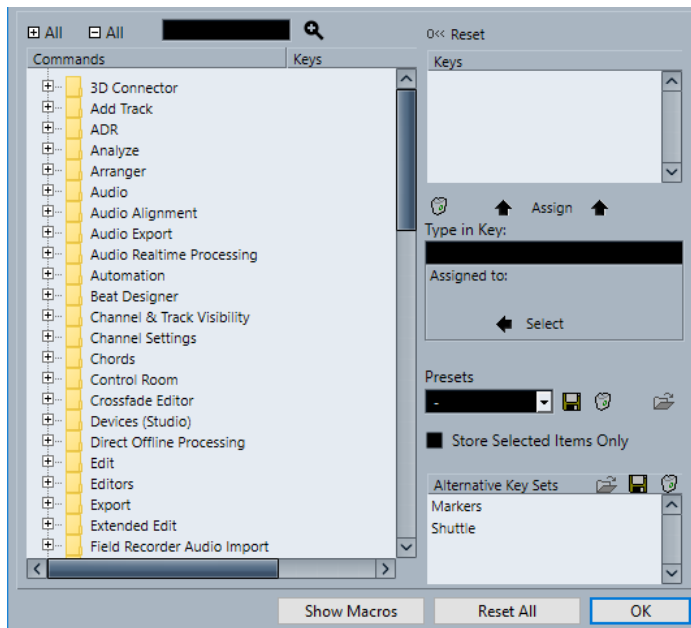 All All
Commands Keys
3D Connector
Add Track
ADR
Analyze
Arranger
Audio
Audio Alignment
Audio Export
Audio Realtime Processing
Automation
Beat Designer
Channel & Track Visibility
Channel Settings
Chords
Control Room
Crossfade Editor
Devices (Studio)
Direct Offline Processing
Edit
Editors
Export
Extended Edit
Field Recorder Audio Import
0<< Reset
Keys
Assign
Type in Key:
Assigned to:
Select
Presets
-
Store Selected Items Only
Alternative Key Sets
Markers
Shuttle
Show Macros Reset All OK